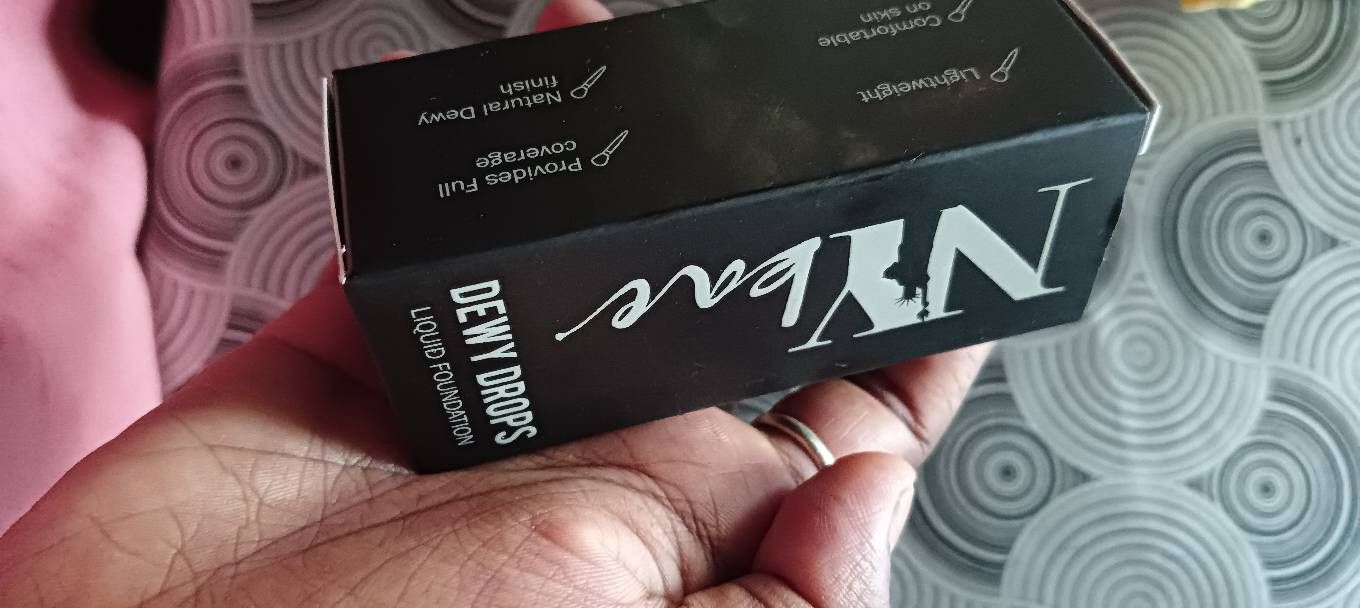 NYbae
DEWY DROPS
LIQUID FOUNDATION
Provides Full
coverage
Natural Dewy
finish
Lightweight
Comfortable
on skin